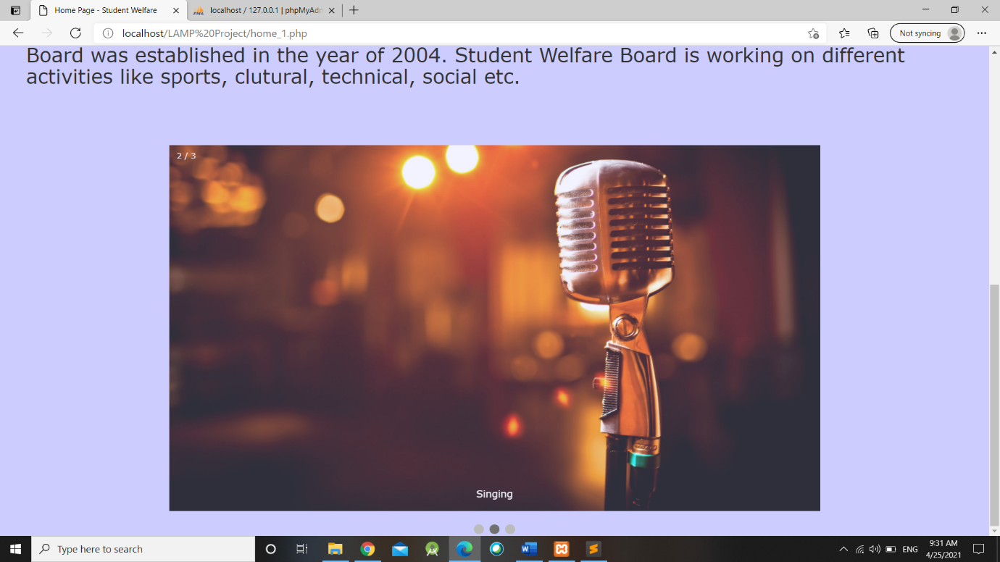 Home Page - Student Welfare
localhost / 127.0.0.1 | phpMyAdm
localhost/LAMP%20Project/home_1.php
Not syncing
Board was established in the year of 2004. Student Welfare Board is working on different
activities like sports, clutural, technical, social etc.
2 / 3
Singing
Type here to search
ENG
9:31 AM
4/25/2021